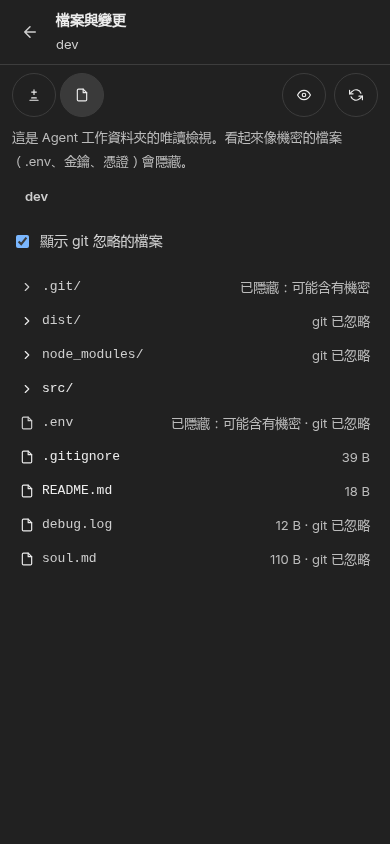 檔案與變更
dev
這是 Agent 工作資料夾的唯讀檢視。看起來像機密的檔案
（.env、金鑰、憑證）會隱藏。
dev
顯示 git 忽略的檔案
.git/ 已隱藏：可能含有機密
dist/ git 已忽略
node_modules/ git 已忽略
src/
.env 已隱藏：可能含有機密 · git 已忽略
.gitignore 39 B
README.md 18 B
debug.log 12 B · git 已忽略
soul.md 110 B · git 已忽略